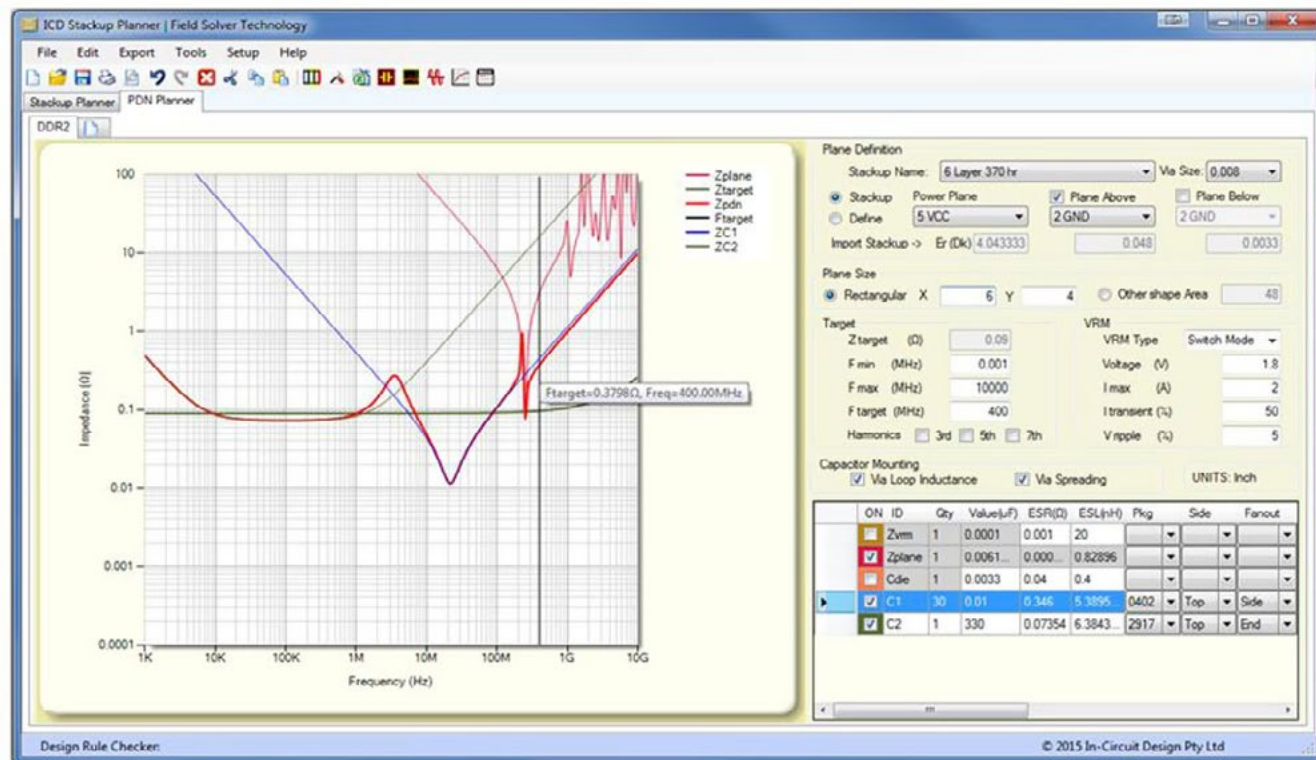 ICD Stackup Planner | Field Solver Technology
File Edit Export Tools Setup Help
Stackup Planner PDN Planner
DDR2
100
10
1
0.1
0.01
0.001
0.0001
Impedance [Ω]
1K 10K 100K 1M 10M 100M 1G 10G
Frequency (Hz)
Zplane
Ztarget
Zpdn
Ftarget
ZC1
ZC2
Ftarget=0.3798Ω, Freq=400.00MHz
Plane Definition
Stackup Name: 6 Layer 370 hr Via Size: 0.008
Stackup Power Plane Plane Above Plane Below
Define 5 VCC 2 GND 2 GND
Import Stackup -> Er (Dk) 4.043333 0.048 0.0033
Plane Size
Rectangular X 6 Y 4 Other shape Area 48
Target VRM
Z target (Ω) 0.09 VRM Type Switch Mode
F min (MHz) 0.001 Voltage (V) 1.8
F max (MHz) 10000 I max (A) 2
F target (MHz) 400 I transient (%) 50
Harmonics 3rd 5th 7th V ripple (%) 5
Capacitor Mounting
Via Loop Inductance Via Spreading UNITS: Inch
ON ID Qty Value(uF) ESR(Ω) ESL(nH) Pkg Side Fanout
Zvrm 1 0.0001 0.001 20
Zplane 1 0.0061... 0.000... 0.82896
Cdie 1 0.0033 0.04 0.4
C1 30 0.01 0.346 5.3895... 0402 Top Side
C2 1 330 0.07354 6.3843... 2917 Top End
Design Rule Checker: © 2015 In-Circuit Design Pty Ltd